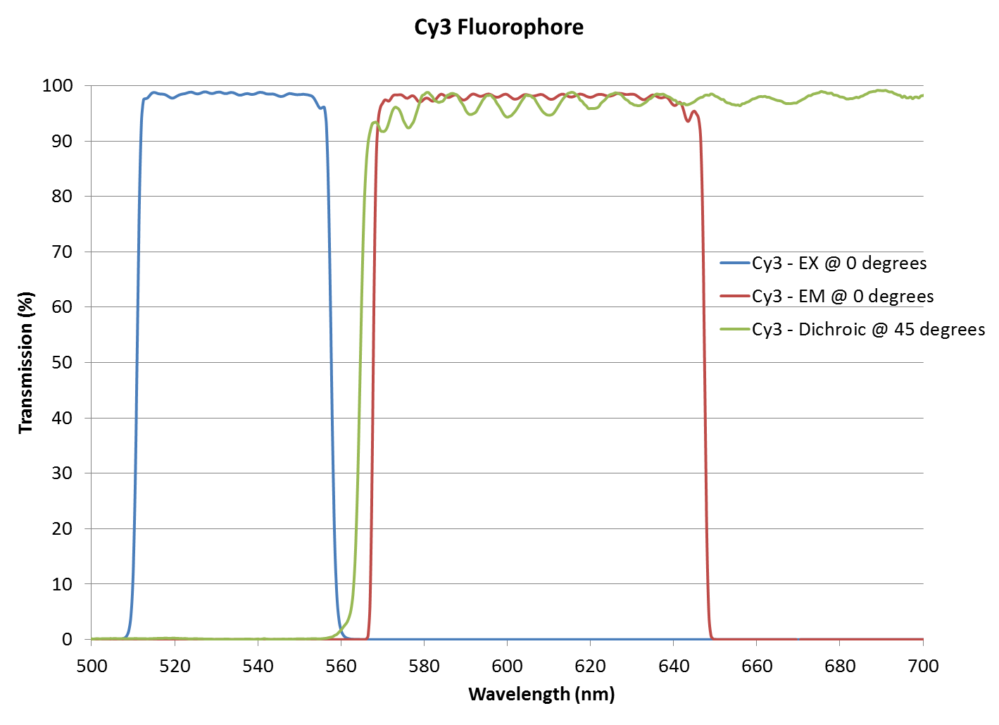 Cy3 Fluorophore
100
90
80
70
60
50
40
30
20
10
0
Transmission (%)
Cy3 - EX @ 0 degrees
Cy3 - EM @ 0 degrees
Cy3 - Dichroic @ 45 degrees
500 520 540 560 580 600 620 640 660 680 700
Wavelength (nm)